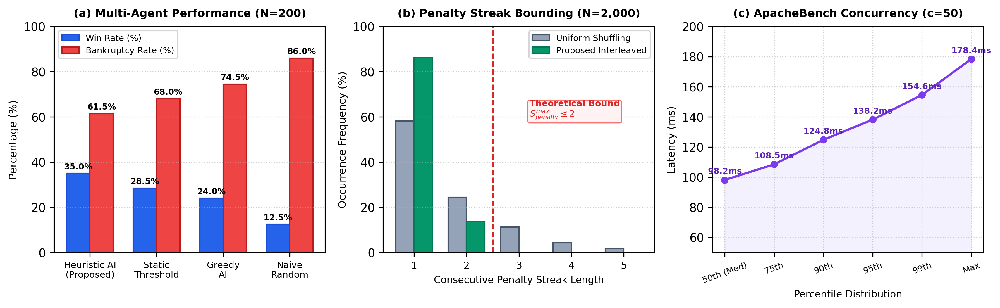 (a) Multi-Agent Performance (N=200)
Percentage (%)
100
80
60
40
20
0
Win Rate (%)
Bankruptcy Rate (%)
35.0%
61.5%
28.5%
68.0%
24.0%
74.5%
12.5%
86.0%
Heuristic AI
(Proposed)
Static
Threshold
Greedy
AI
Naive
Random
(b) Penalty Streak Bounding (N=2,000)
Occurrence Frequency (%)
100
80
60
40
20
0
Uniform Shuffling
Proposed Interleaved
Theoretical Bound
$S_{penalty}^{max} \leq 2$
1
2
3
4
5
Consecutive Penalty Streak Length
(c) ApacheBench Concurrency (c=50)
Latency (ms)
200
180
160
140
120
100
80
60
98.2ms
108.5ms
124.8ms
138.2ms
154.6ms
178.4ms
50th (Med)
75th
90th
95th
99th
Max
Percentile Distribution